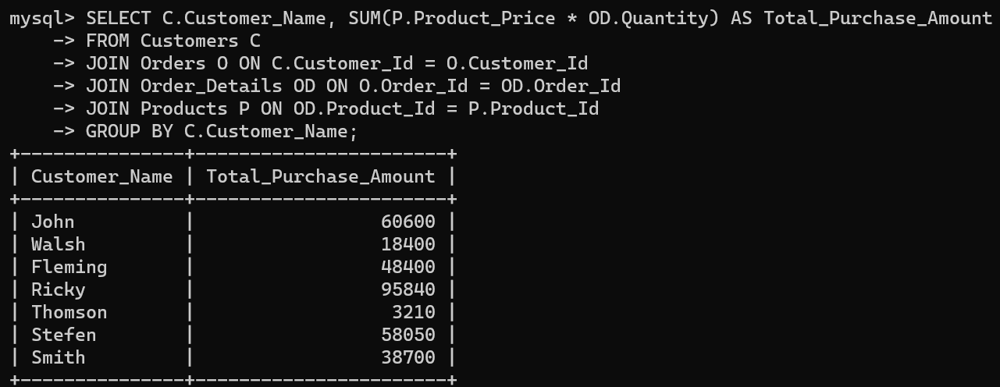 mysql> SELECT C.Customer_Name, SUM(P.Product_Price * OD.Quantity) AS Total_Purchase_Amount
    -> FROM Customers C
    -> JOIN Orders O ON C.Customer_Id = O.Customer_Id
    -> JOIN Order_Details OD ON O.Order_Id = OD.Order_Id
    -> JOIN Products P ON OD.Product_Id = P.Product_Id
    -> GROUP BY C.Customer_Name;
+---------------+-----------------------+
| Customer_Name | Total_Purchase_Amount |
+---------------+-----------------------+
| John          |                 60600 |
| Walsh         |                 18400 |
| Fleming       |                 48400 |
| Ricky         |                 95840 |
| Thomson       |                  3210 |
| Stefen        |                 58050 |
| Smith         |                 38700 |
+---------------+-----------------------+